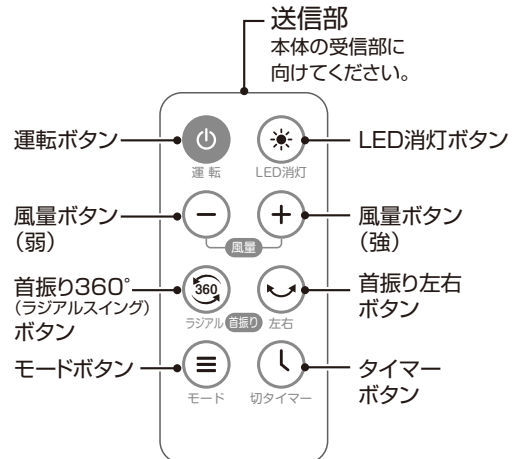 送信部
本体の受信部に
向けてください。
運転ボタン
LED消灯ボタン
運 転
LED消灯
風量ボタン
（弱）
風量ボタン
（強）
風量
首振り360°
（ラジアルスイング）
ボタン
360
首振り左右
ボタン
ラジアル 首振り 左右
モードボタン
タイマー
ボタン
モード
切タイマー